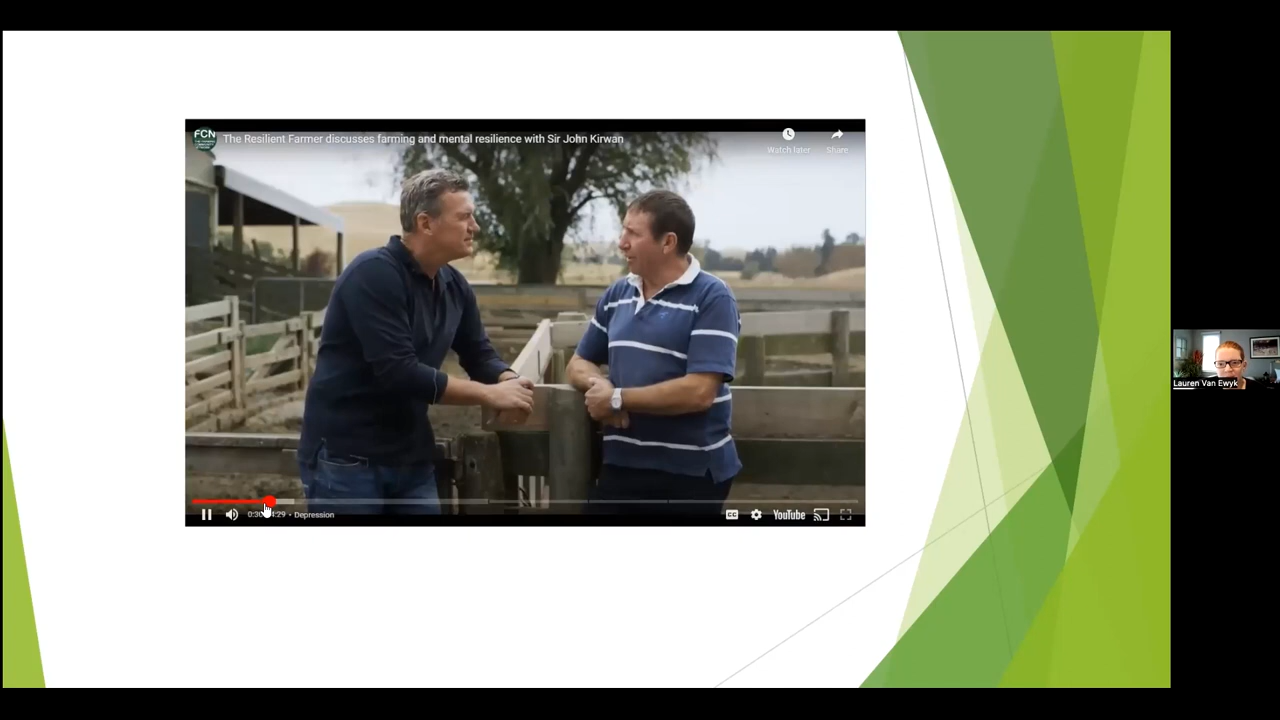 FCN
The Resilient Farmer discusses farming and mental resilience with Sir John Kirwan
Watch later
Share
Depression
CC
YouTube
Lauren Van Ewyk